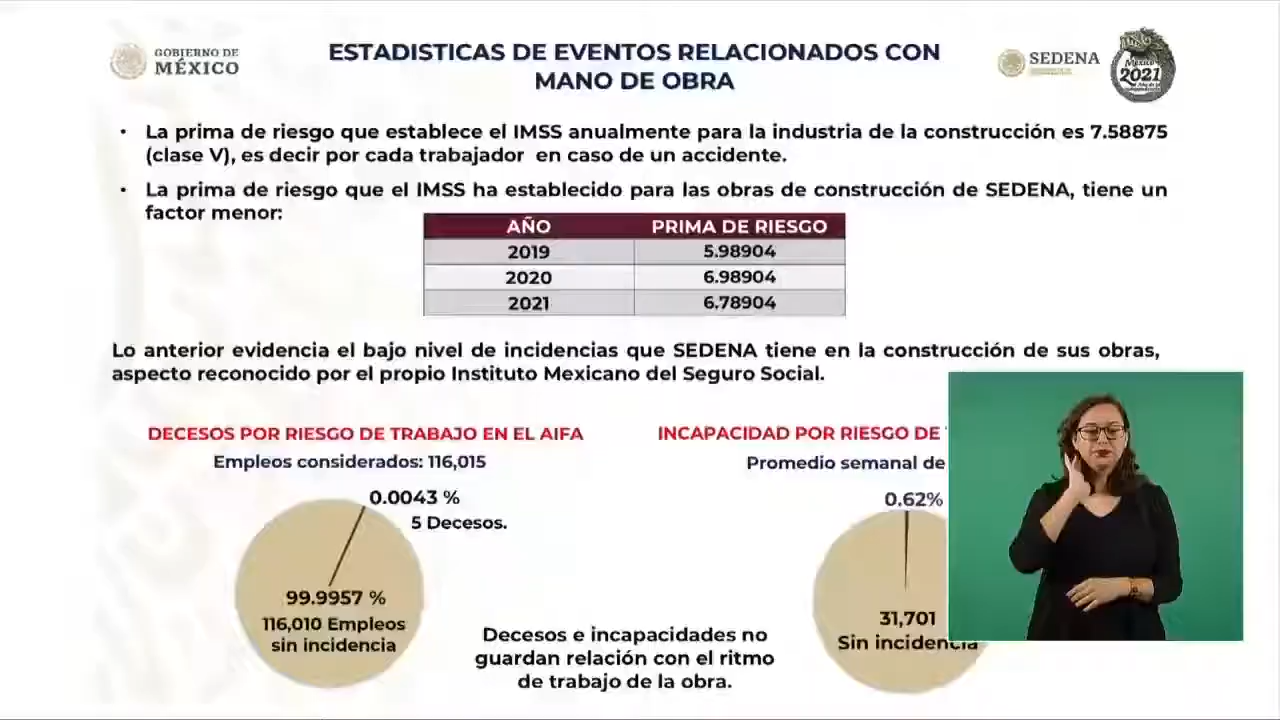 GOBIERNO DE
MÉXICO
ESTADISTICAS DE EVENTOS RELACIONADOS CON
MANO DE OBRA
SEDENA
México
2021
• La prima de riesgo que establece el IMSS anualmente para la industria de la construcción es 7.58875
(clase V), es decir por cada trabajador en caso de un accidente.
• La prima de riesgo que el IMSS ha establecido para las obras de construcción de SEDENA, tiene un
factor menor:
AÑO PRIMA DE RIESGO
2019 5.98904
2020 6.98904
2021 6.78904
Lo anterior evidencia el bajo nivel de incidencias que SEDENA tiene en la construcción de sus obras,
aspecto reconocido por el propio Instituto Mexicano del Seguro Social.
DECESOS POR RIESGO DE TRABAJO EN EL AIFA
Empleos considerados: 116,015
0.0043 %
5 Decesos.
99.9957 %
116,010 Empleos
sin incidencia
Decesos e incapacidades no
guardan relación con el ritmo
de trabajo de la obra.
INCAPACIDAD POR RIESGO DE
Promedio semanal de
0.62%
31,701
Sin incidencia